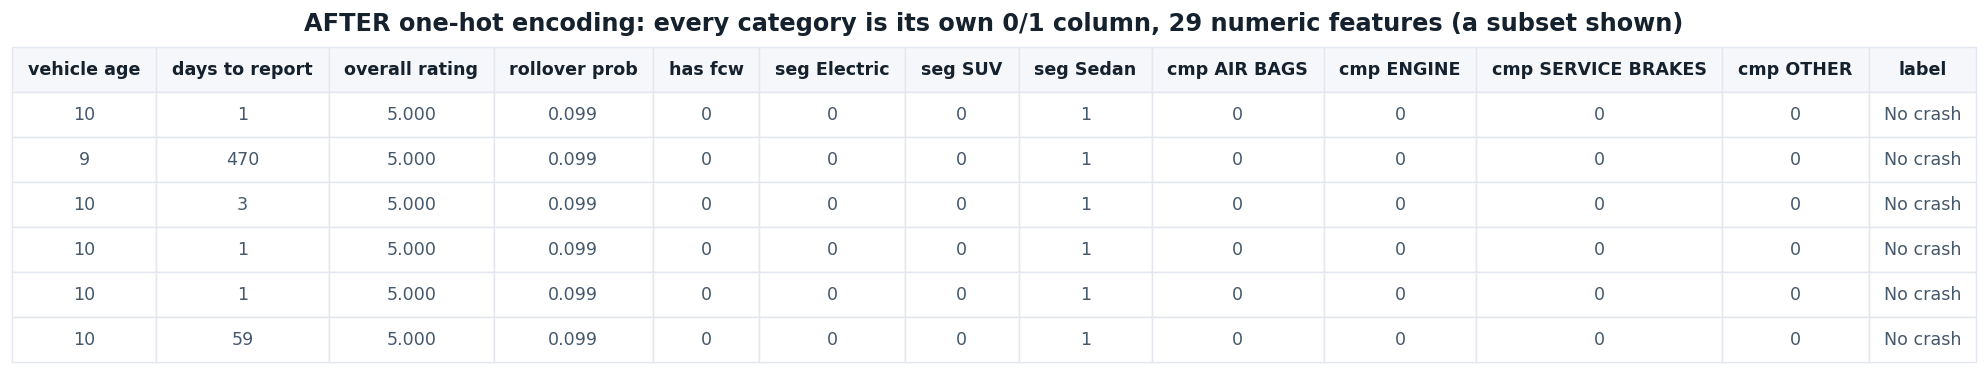 AFTER one-hot encoding: every category is its own 0/1 column, 29 numeric features (a subset shown)
vehicle age days to report overall rating rollover prob has fcw seg Electric seg SUV seg Sedan cmp AIR BAGS cmp ENGINE cmp SERVICE BRAKES cmp OTHER label
10 1 5.000 0.099 0 0 0 1 0 0 0 0 No crash
9 470 5.000 0.099 0 0 0 1 0 0 0 0 No crash
10 3 5.000 0.099 0 0 0 1 0 0 0 0 No crash
10 1 5.000 0.099 0 0 0 1 0 0 0 0 No crash
10 1 5.000 0.099 0 0 0 1 0 0 0 0 No crash
10 59 5.000 0.099 0 0 0 1 0 0 0 0 No crash